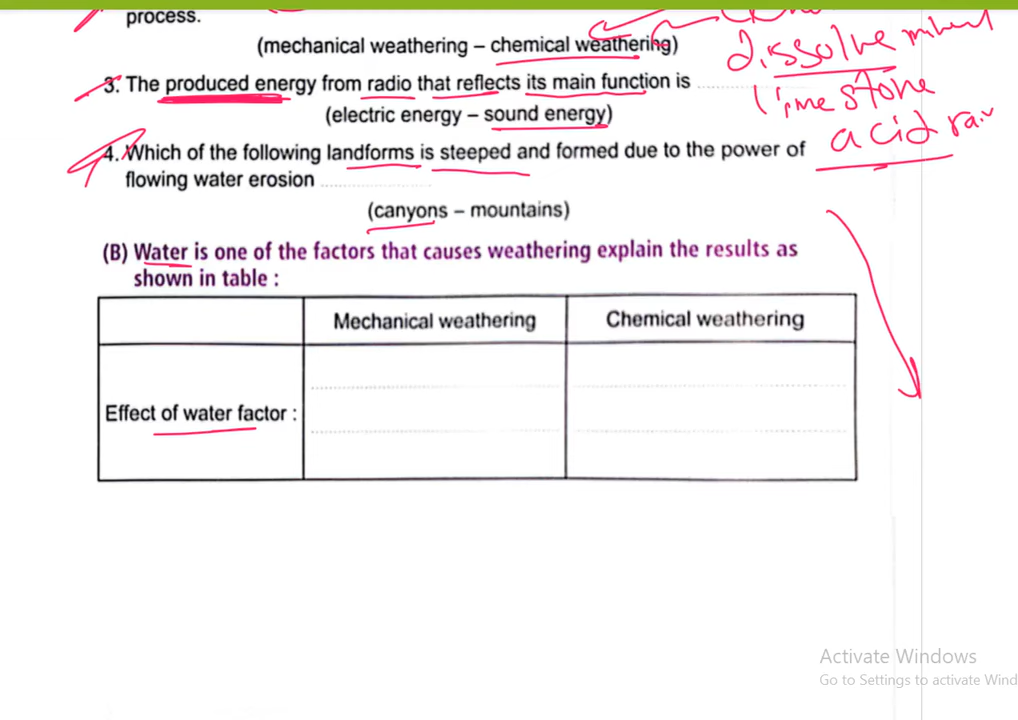 process.
(mechanical weathering – chemical weathering)
dissolve
3. The produced energy from radio that reflects its main function is
limestone
(electric energy – sound energy)
acid rain
4. Which of the following landforms is steeped and formed due to the power of
flowing water erosion
(canyons – mountains)
(B) Water is one of the factors that causes weathering explain the results as
shown in table :
Mechanical weathering
Chemical weathering
Effect of water factor :
Activate Windows
Go to Settings to activate Wind